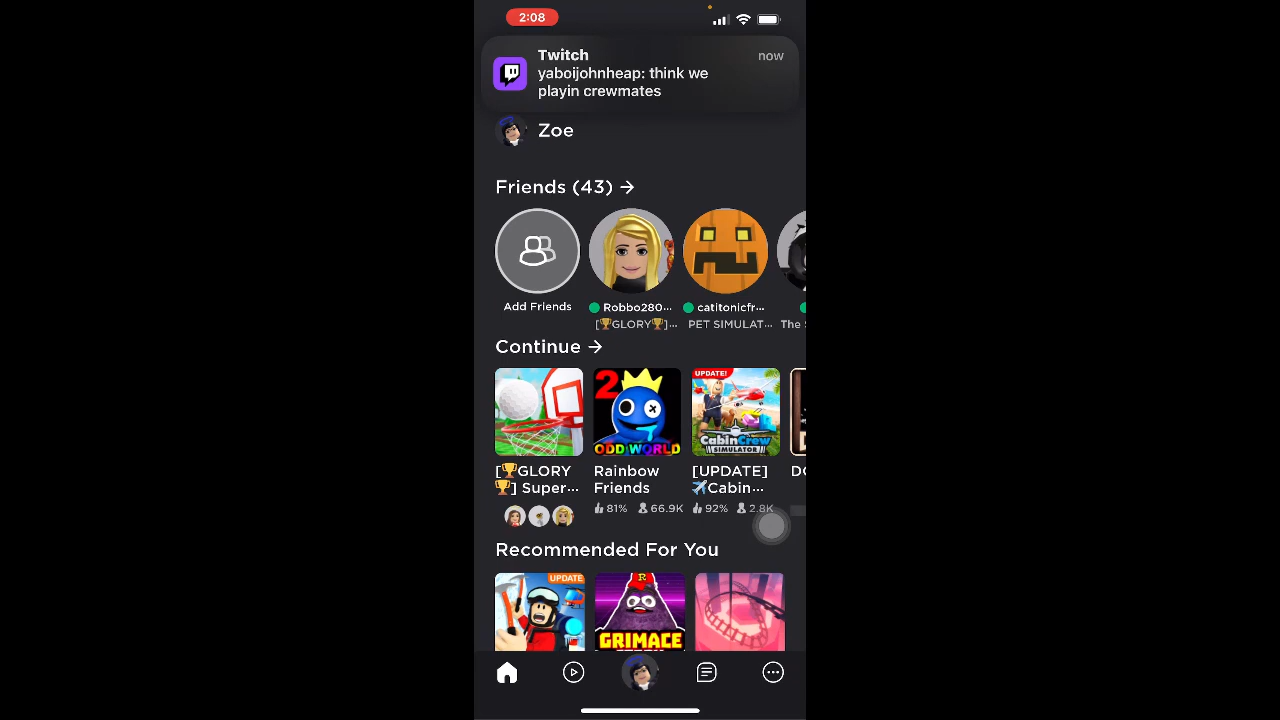 2:08
Twitch
now
yaboijohnheap: think we
playin crewmates
Zoe
Friends (43) →
Add Friends
Robbo280...
catitonicfr...
[🏆GLORY🏆]...
PET SIMULAT...
The
Continue →
2
ODD WORLD
UPDATE!
CabinCrew
SIMULATOR
[🏆GLORY
🏆] Super...
Rainbow
Friends
[UPDATE]
✈️Cabin...
81%
66.9K
92%
2.8K
Recommended For You
UPDATE
R
GRIMACE